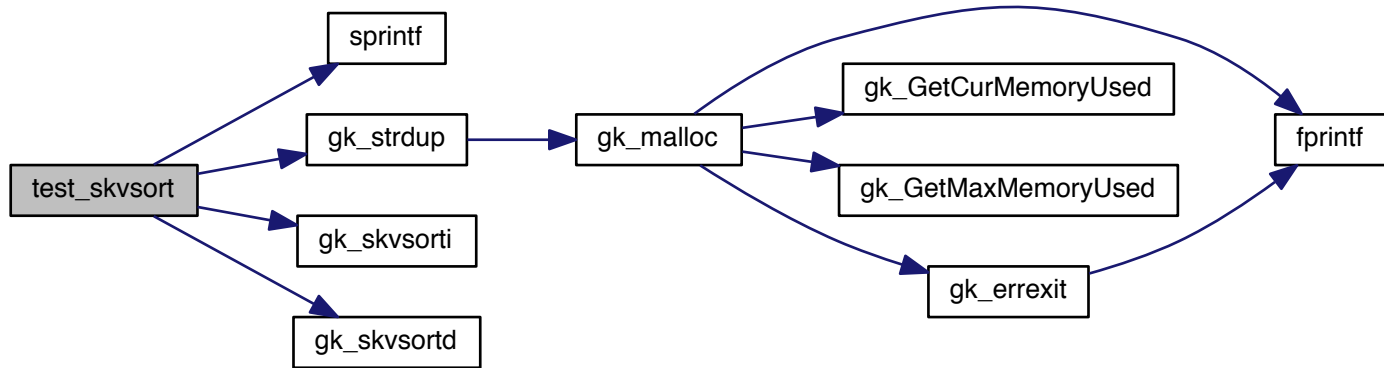 sprintf
gk_GetCurMemoryUsed
gk_strdup
gk_malloc
fprintf
test_skvsort
gk_GetMaxMemoryUsed
gk_skvsorti
gk_errexit
gk_skvsortd